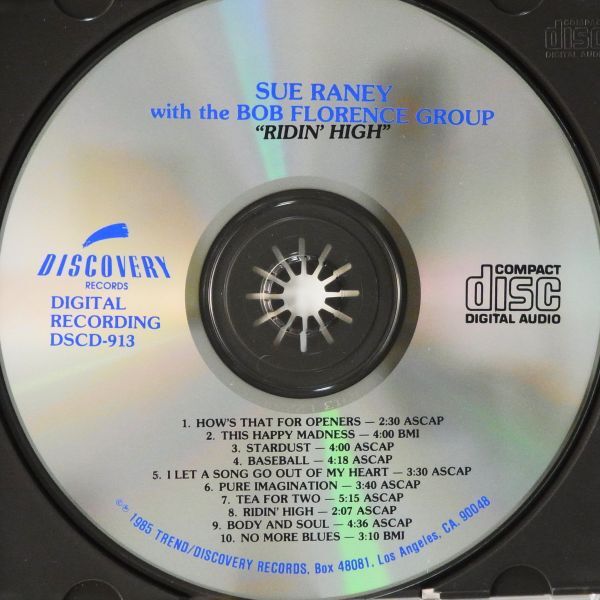 COMPACT
disc
DIGITAL AUDIO
SUE RANEY
with the BOB FLORENCE GROUP
"RIDIN' HIGH"
DISCOVERY
RECORDS
DIGITAL
RECORDING
DSCD-913
COMPACT
disc
DIGITAL AUDIO
1. HOW'S THAT FOR OPENERS — 2:30 ASCAP
2. THIS HAPPY MADNESS — 4:00 BMI
3. STARDUST — 4:00 ASCAP
4. BASEBALL — 4:18 ASCAP
5. I LET A SONG GO OUT OF MY HEART — 3:30 ASCAP
6. PURE IMAGINATION — 3:40 ASCAP
7. TEA FOR TWO — 5:15 ASCAP
8. RIDIN' HIGH — 2:07 ASCAP
9. BODY AND SOUL — 4:36 ASCAP
10. NO MORE BLUES — 3:10 BMI
©℗ 1985 TREND/DISCOVERY RECORDS, Box 48081, Los Angeles, CA. 90048